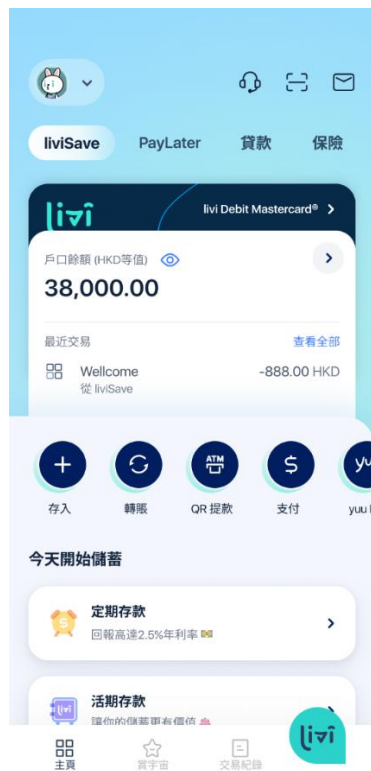 liviSave PayLater 貸款 保險
livi livi Debit Mastercard®
戶口餘額 (HKD等值)
38,000.00
最近交易 查看全部
Wellcome -888.00 HKD
從 liviSave
ATM $ yu
存入 轉賬 QR 提款 支付 yuu
今天開始儲蓄
定期存款
回報高達2.5%年利率
livi 活期存款
讓你的儲蓄更有價值
livi
主頁 賞宇宙 交易紀錄